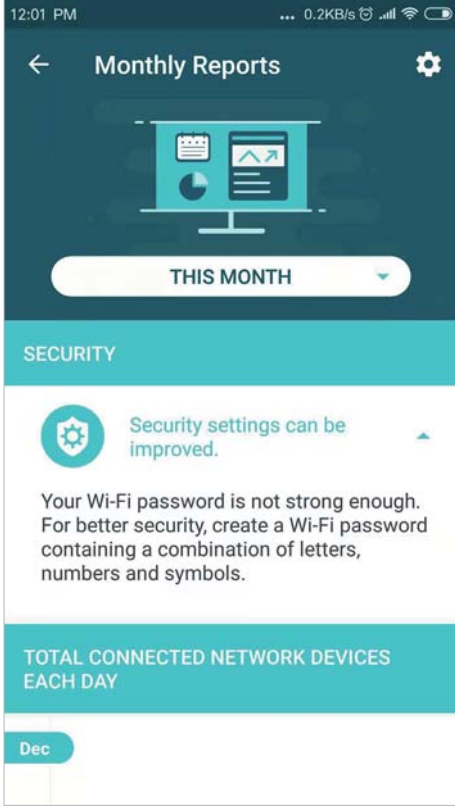 12:01 PM ... 0.2KB/s
Monthly Reports
THIS MONTH
SECURITY
Security settings can be
improved.
Your Wi-Fi password is not strong enough.
For better security, create a Wi-Fi password
containing a combination of letters,
numbers and symbols.
TOTAL CONNECTED NETWORK DEVICES
EACH DAY
Dec